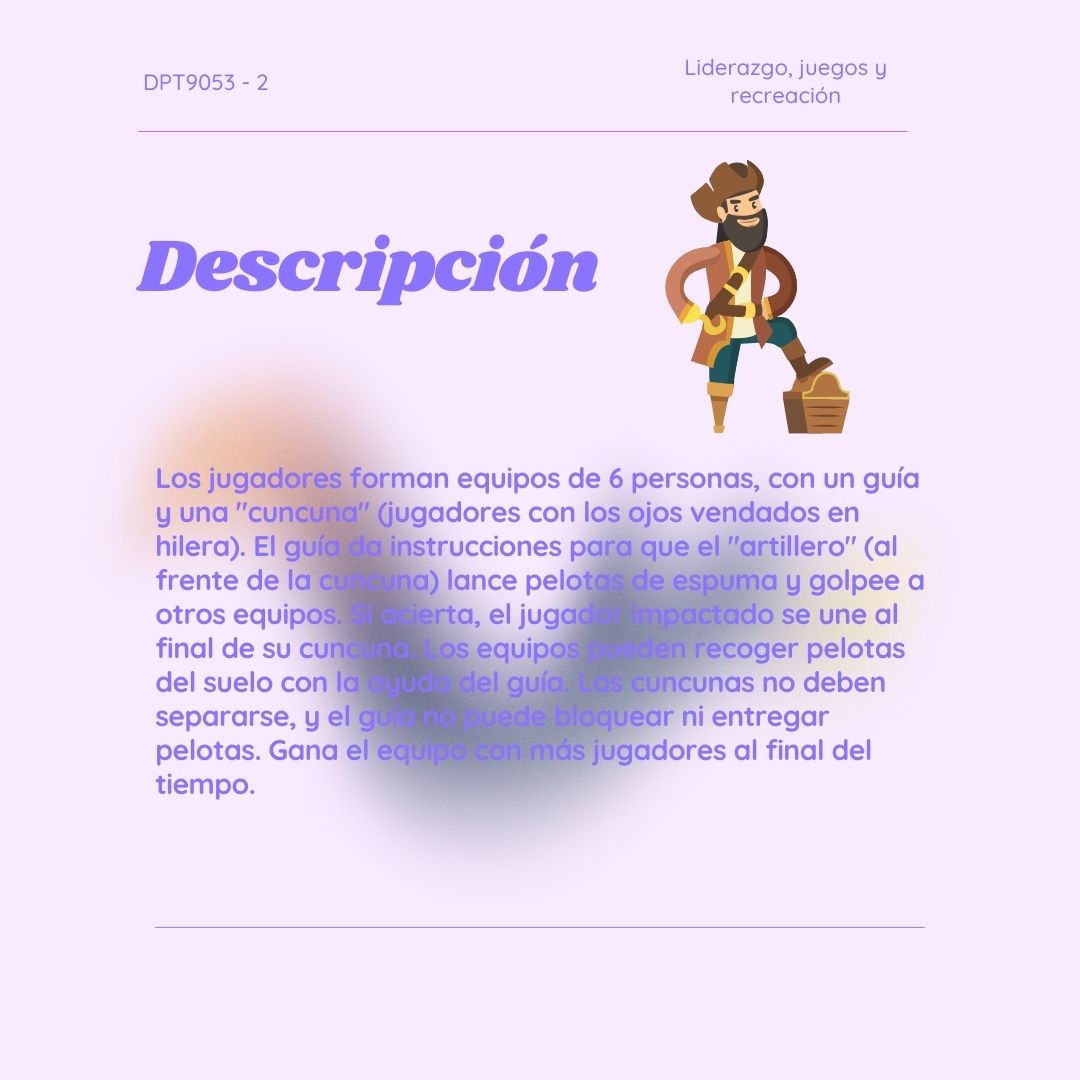 DPT9053 - 2
Liderazgo, juegos y
recreación
Descripción
Los jugadores forman equipos de 6 personas, con un guía
y una "cuncuna" (jugadores con los ojos vendados en
hilera). El guía da instrucciones para que el "artillero" (al
frente de la cuncuna) lance pelotas de espuma y golpee a
otros equipos. Si acierta, el jugador impactado se une al
final de su cuncuna. Los equipos pueden recoger pelotas
del suelo con la ayuda del guía. Las cuncunas no deben
separarse, y el guía no puede bloquear ni entregar
pelotas. Gana el equipo con más jugadores al final del
tiempo.